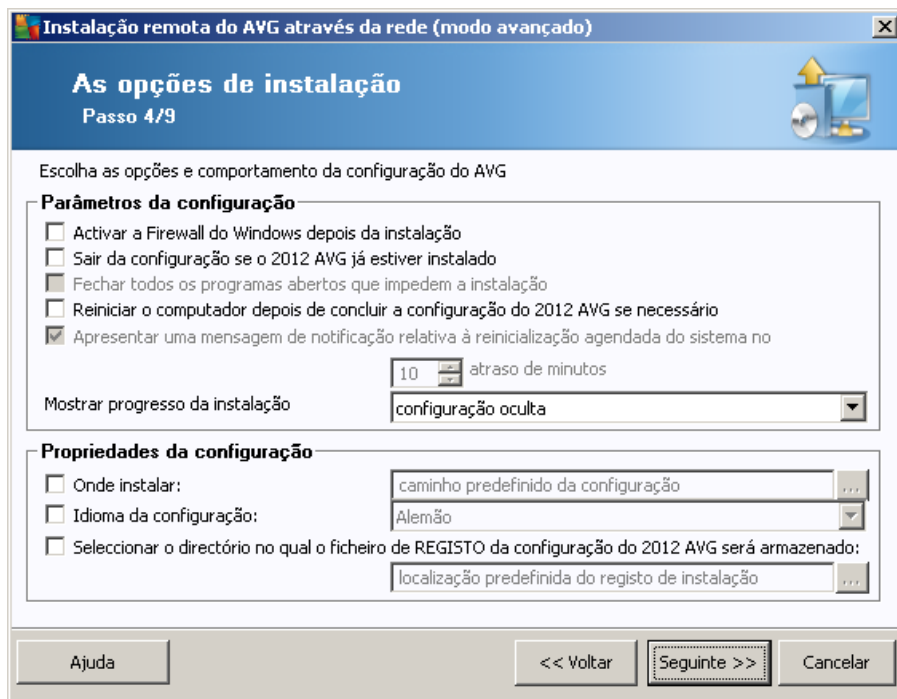 Instalação remota do AVG através da rede (modo avançado)
As opções de instalação
Passo 4/9
Escolha as opções e comportamento da configuração do AVG
Parâmetros da configuração
Activar a Firewall do Windows depois da instalação
Sair da configuração se o 2012 AVG já estiver instalado
Fechar todos os programas abertos que impedem a instalação
Reiniciar o computador depois de concluir a configuração do 2012 AVG se necessário
Apresentar uma mensagem de notificação relativa à reinicialização agendada do sistema no
10 atraso de minutos
Mostrar progresso da instalação configuração oculta
Propriedades da configuração
Onde instalar: caminho predefinido da configuração ...
Idioma da configuração: Alemão
Seleccionar o directório no qual o ficheiro de REGISTO da configuração do 2012 AVG será armazenado:
localização predefinida do registo de instalação ...
Ajuda << Voltar Seguinte >> Cancelar